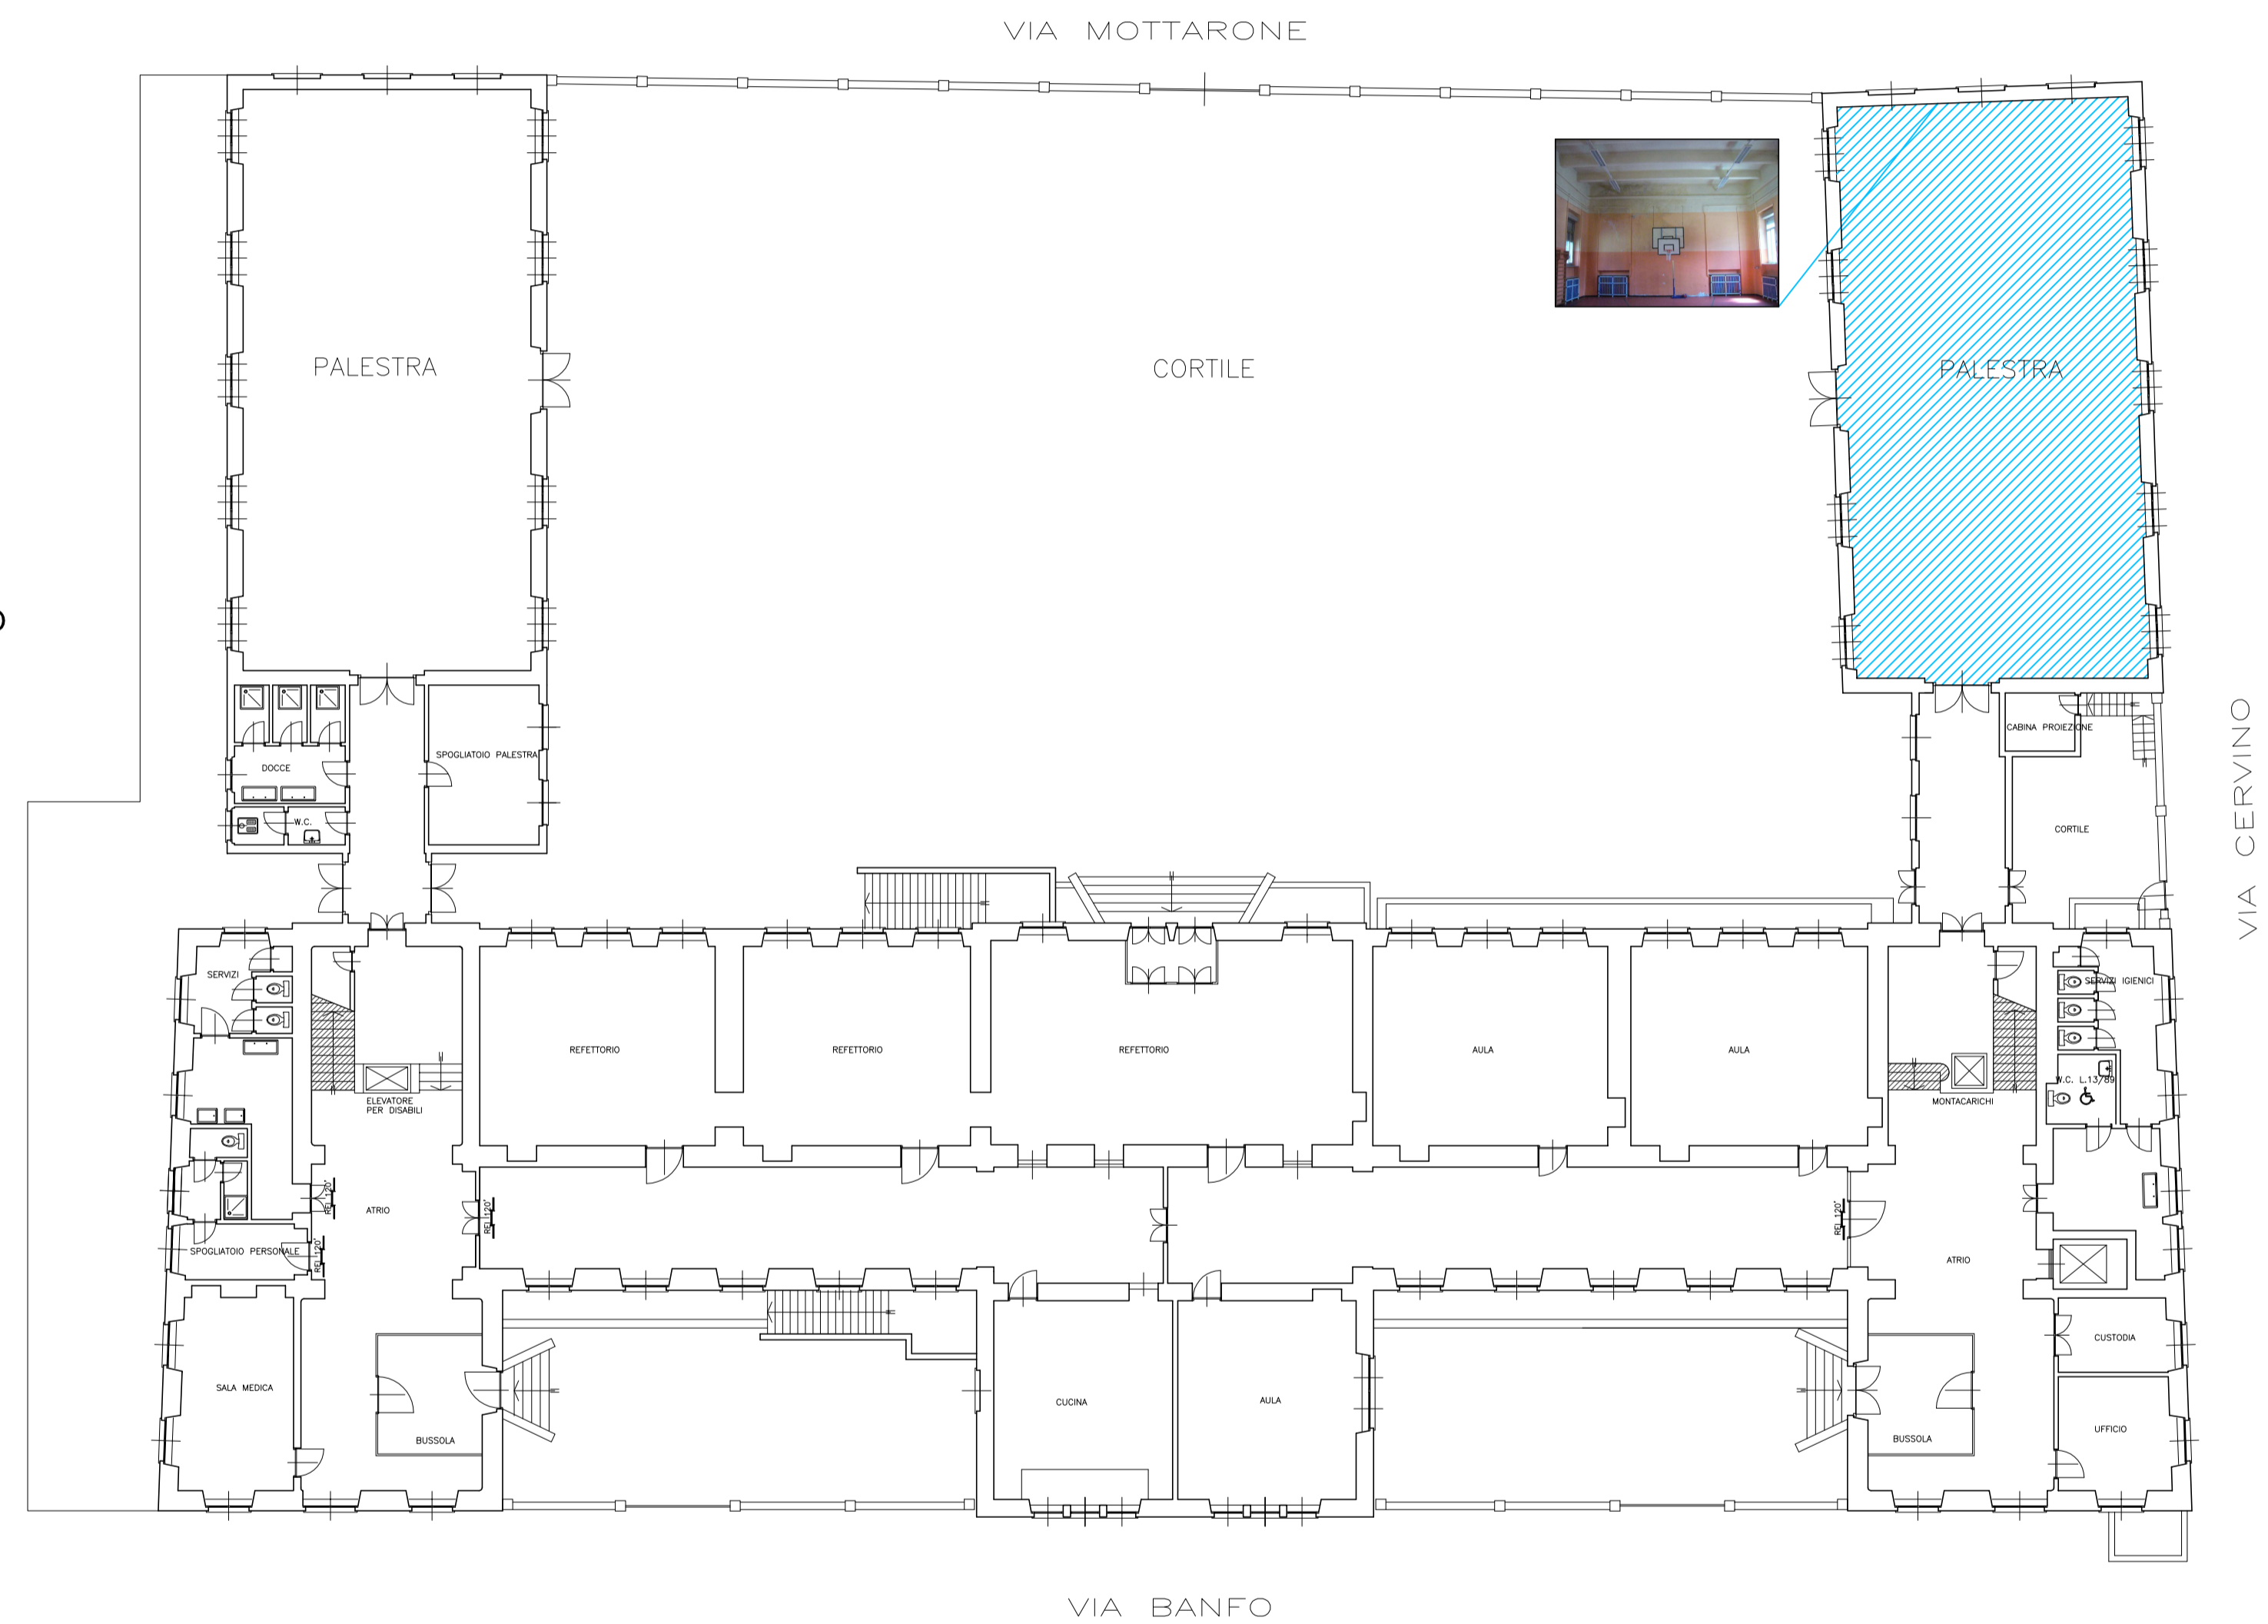 VIA MOTTARONE
PALESTRA
CORTILE
PALESTRA
VIA CERVINO
CABINA PROIEZIONE
SPOGLIATOIO PALESTRA
DOCCE
W.C.
CORTILE
SERVIZI
SERVIZI IGIENICI
REFETTORIO
REFETTORIO
REFETTORIO
AULA
AULA
W.C. L.13/89
ELEVATORE
PER DISABILI
MONTACARICHI
REI 120'
REI 120'
REI 120'
REI 120'
ATRIO
SPOGLIATOIO PERSONALE
ATRIO
CUSTODIA
SALA MEDICA
CUCINA
AULA
UFFICIO
BUSSOLA
BUSSOLA
VIA BANFO